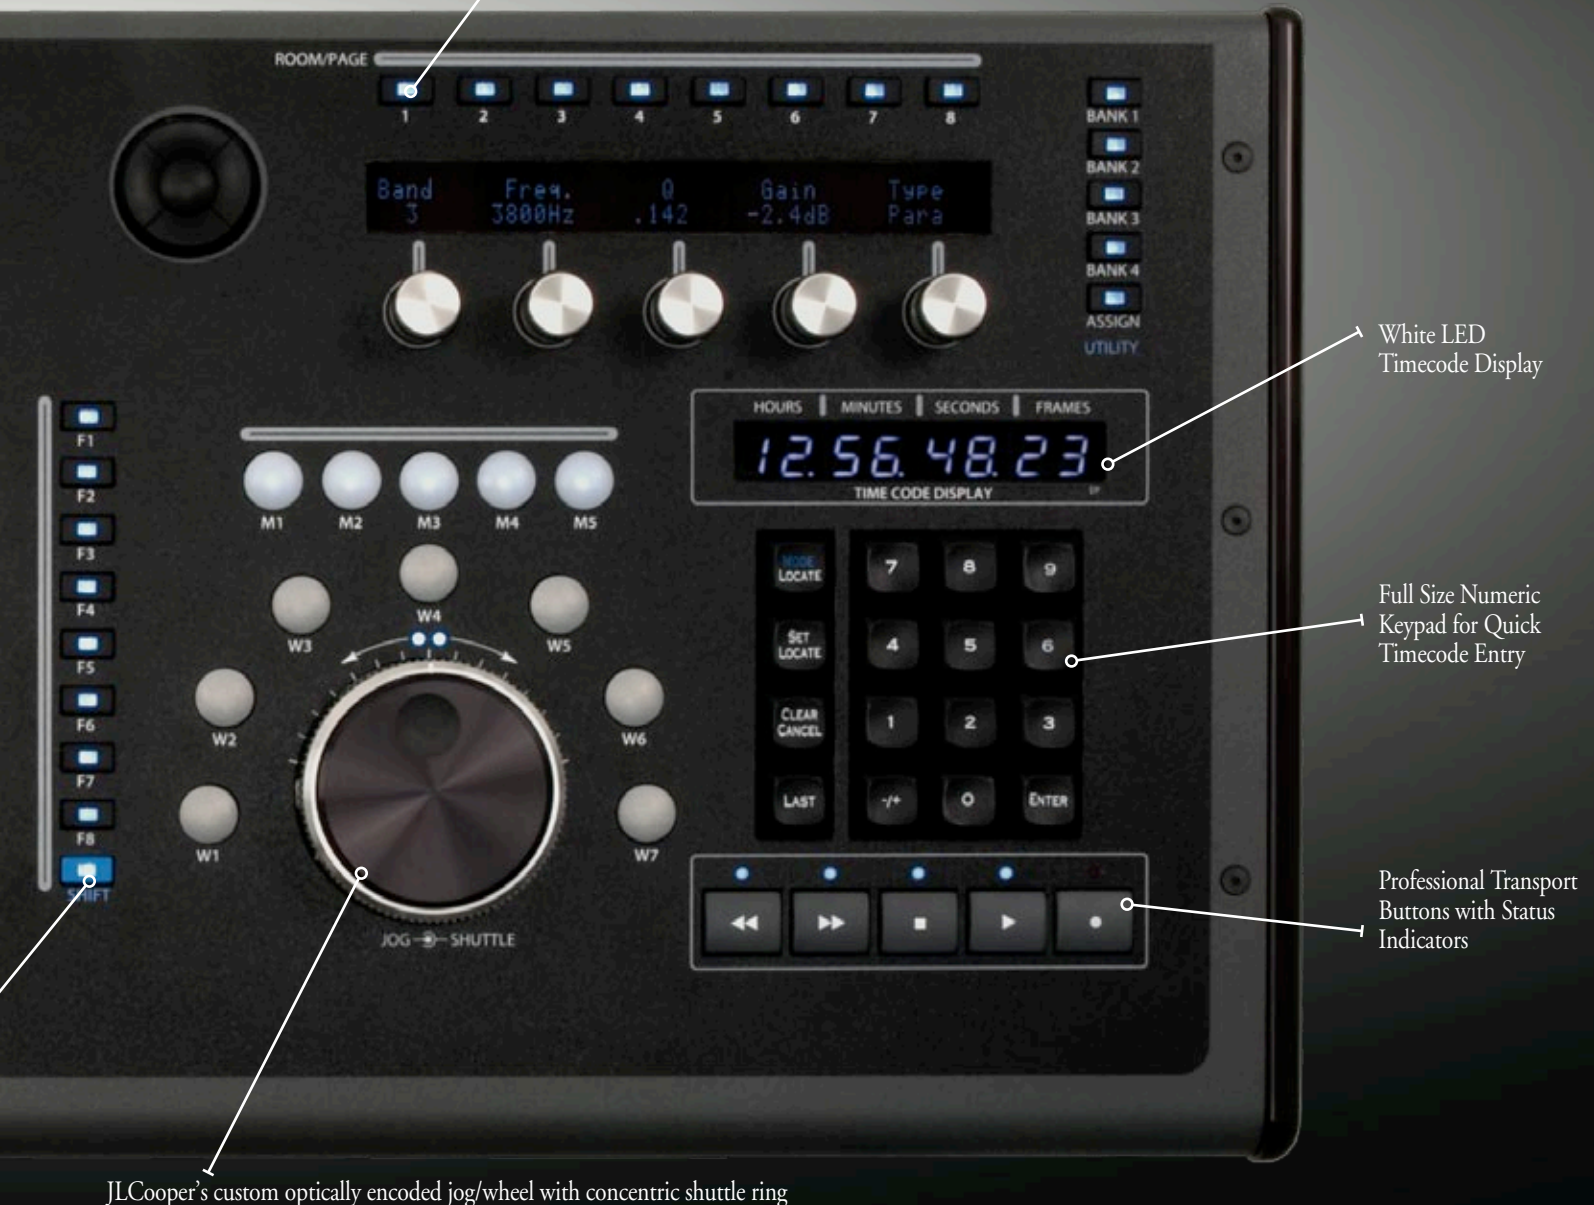 ROOM/PAGE
1 2 3 4 5 6 7 8
BANK 1
BANK 2
BANK 3
BANK 4
ASSIGN
UTILITY
Band Freq. Q Gain Type
3 3800Hz .142 -2.4dB Para
White LED
Timecode Display
HOURS MINUTES SECONDS FRAMES
12.56.48.23
TIME CODE DISPLAY
F1
F2
F3
F4
F5
F6
F7
F8
SHIFT
M1 M2 M3 M4 M5
W1
W2
W3
W4
W5
W6
W7
JOG SHUTTLE
MODE
LOCATE
7 8 9
SET
LOCATE
4 5 6
CLEAR
CANCEL
1 2 3
LAST
-/+ 0 ENTER
Full Size Numeric
Keypad for Quick
Timecode Entry
Professional Transport
Buttons with Status
Indicators
JLCooper's custom optically encoded jog/wheel with concentric shuttle ring